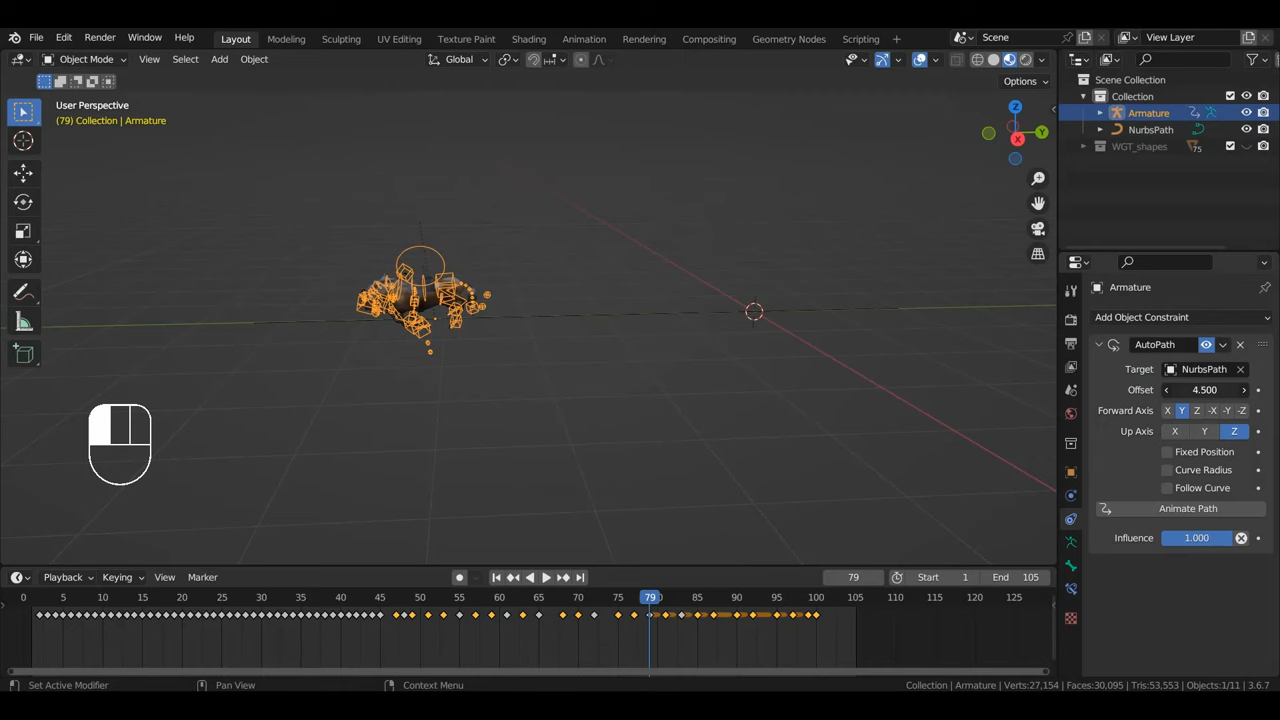 File Edit Render Window Help Layout Modeling Sculpting UV Editing Texture Paint Shading Animation Rendering Compositing Geometry Nodes Scripting + Scene View Layer
Object Mode View Select Add Object Global
Options
User Perspective
(79) Collection | Armature
X Y Z
Scene Collection
Collection
Armature
NurbsPath
WGT_shapes 75
Armature
Add Object Constraint
AutoPath
Target NurbsPath
Offset 4.500
Forward Axis X Y Z -X -Y -Z
Up Axis X Y Z
Fixed Position
Curve Radius
Follow Curve
Animate Path
Influence 1.000
Playback Keying View Marker 79 Start 1 End 105
0 5 10 15 20 25 30 35 40 45 50 55 60 65 70 75 79 85 90 95 100 105 110 115 120 125
Set Active Modifier Pan View Context Menu Collection | Armature | Verts:27,154 | Faces:30,095 | Tris:53,553 | Objects:1/11 | 3.6.7